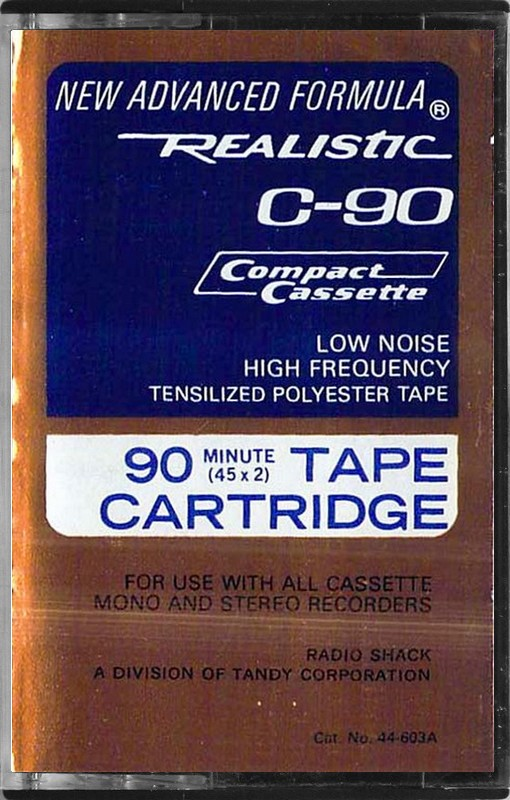 NEW ADVANCED FORMULA ®
REALISTIC
C-90
Compact
Cassette
LOW NOISE
HIGH FREQUENCY
TENSILIZED POLYESTER TAPE
90 MINUTE (45 x 2) TAPE
CARTRIDGE
FOR USE WITH ALL CASSETTE
MONO AND STEREO RECORDERS
RADIO SHACK
A DIVISION OF TANDY CORPORATION
Cat. No. 44-603A